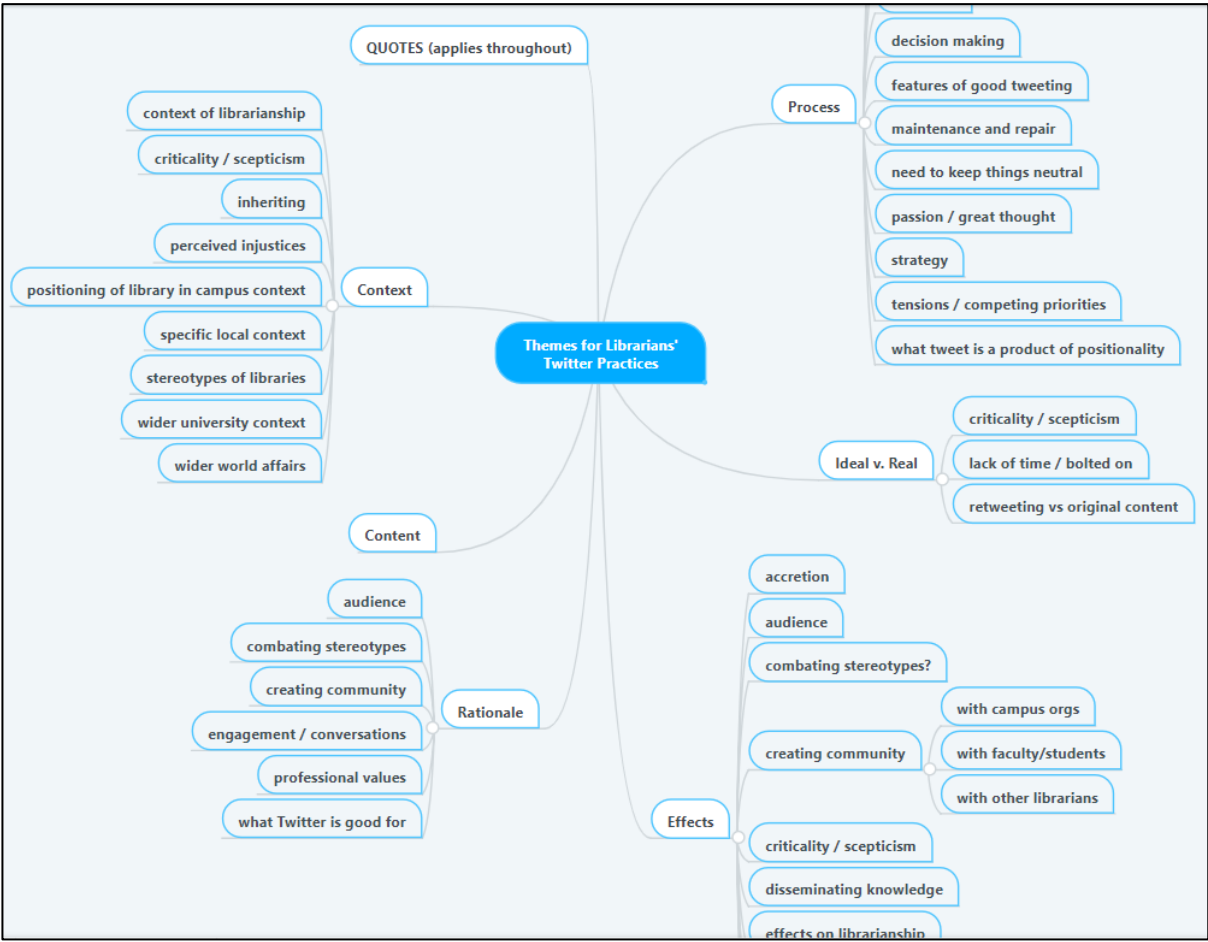 QUOTES (applies throughout)
context of librarianship
criticality / scepticism
inheriting
perceived injustices
positioning of library in campus context
specific local context
stereotypes of libraries
wider university context
wider world affairs
Context
Content
audience
combating stereotypes
creating community
engagement / conversations
professional values
what Twitter is good for
Rationale
Themes for Librarians'
Twitter Practices
Process
decision making
features of good tweeting
maintenance and repair
need to keep things neutral
passion / great thought
strategy
tensions / competing priorities
what tweet is a product of positionality
Ideal v. Real
criticality / scepticism
lack of time / bolted on
retweeting vs original content
Effects
accretion
audience
combating stereotypes?
creating community
with campus orgs
with faculty/students
with other librarians
criticality / scepticism
disseminating knowledge
effects on librarianship